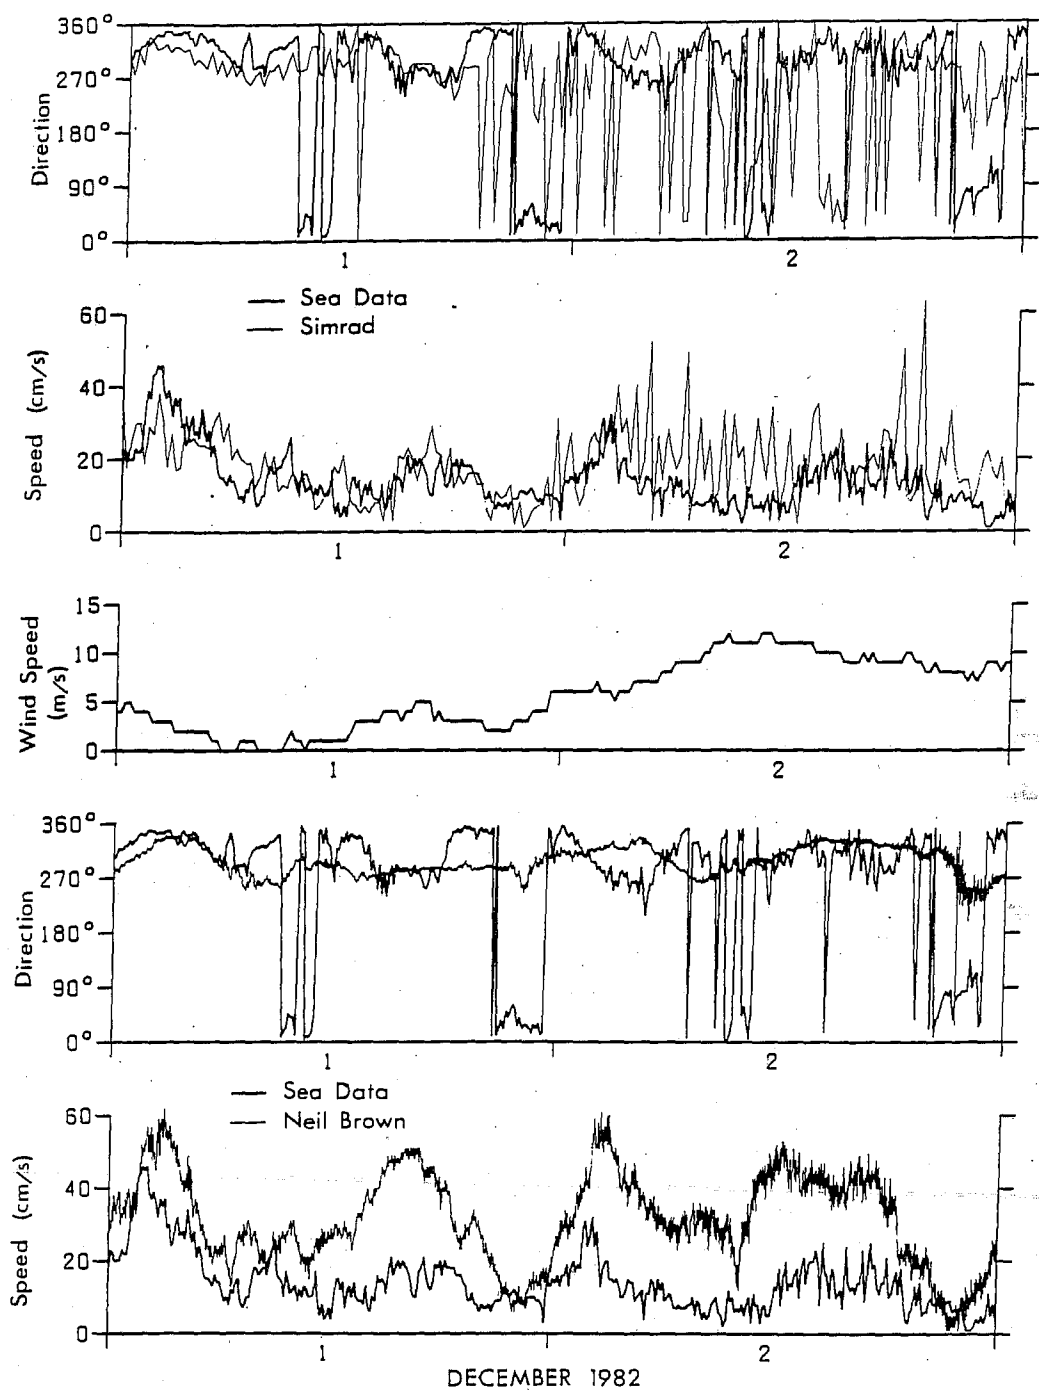 360°
270°
180°
90°
0°
Direction
1
2
Sea Data
Simrad
60
40
20
0
Speed (cm/s)
1
2
15
10
5
0
Wind Speed
(m/s)
1
2
360°
270°
180°
90°
0°
Direction
1
2
Sea Data
Neil Brown
60
40
20
0
Speed (cm/s)
1
2
DECEMBER 1982